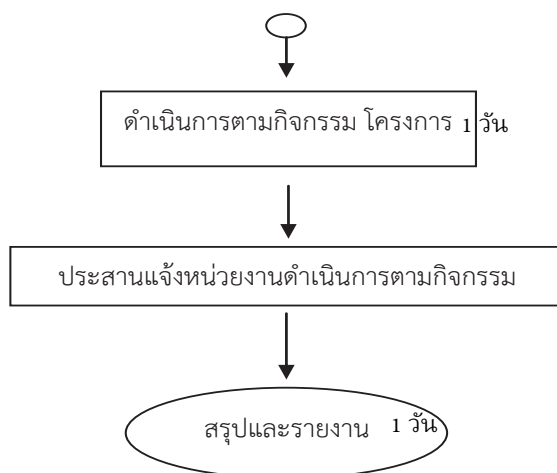 ดำเนินการตามกิจกรรม โครงการ 1 วัน
ประสานแจ้งหน่วยงานดำเนินการตามกิจกรรม
สรุปและรายงาน 1 วัน